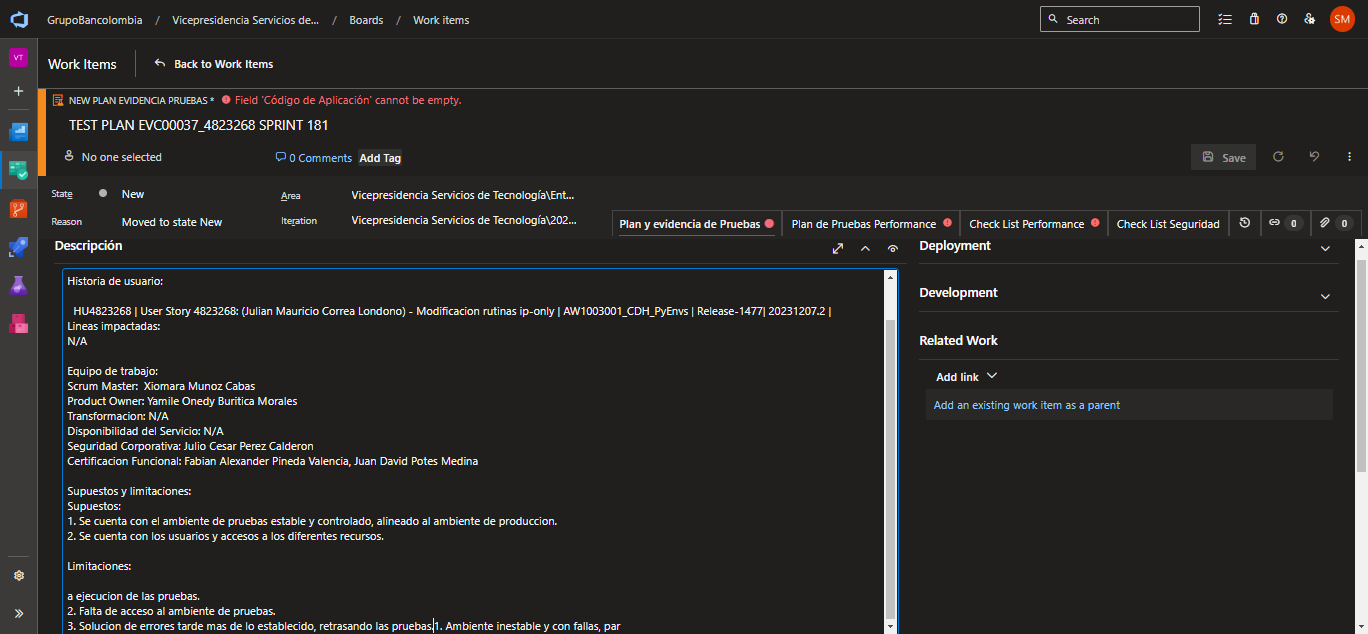 GrupoBancolombia / Vicepresidencia Servicios de... / Boards / Work items
Search
SM
VT
Work Items
Back to Work Items
NEW PLAN EVIDENCIA PRUEBAS * Field 'Código de Aplicación' cannot be empty.
TEST PLAN EVC00037_4823268 SPRINT 181
No one selected
0 Comments
Add Tag
Save
State
New
Area
Vicepresidencia Servicios de Tecnología\Ent...
Reason
Moved to state New
Iteration
Vicepresidencia Servicios de Tecnología\202...
Plan y evidencia de Pruebas
Plan de Pruebas Performance
Check List Performance
Check List Seguridad
0
0
Descripción
Historia de usuario:
HU4823268 | User Story 4823268: (Julian Mauricio Correa Londono) - Modificacion rutinas ip-only | AW1003001_CDH_PyEnvs | Release-1477| 20231207.2 |
Lineas impactadas:
N/A
Equipo de trabajo:
Scrum Master:  Xiomara Munoz Cabas
Product Owner: Yamile Onedy Buritica Morales
Transformacion: N/A
Disponibilidad del Servicio: N/A
Seguridad Corporativa: Julio Cesar Perez Calderon
Certificacion Funcional: Fabian Alexander Pineda Valencia, Juan David Potes Medina
Supuestos y limitaciones:
Supuestos:
1. Se cuenta con el ambiente de pruebas estable y controlado, alineado al ambiente de produccion.
2. Se cuenta con los usuarios y accesos a los diferentes recursos.
Limitaciones:
a ejecucion de las pruebas.
2. Falta de acceso al ambiente de pruebas.
3. Solucion de errores tarde mas de lo establecido, retrasando las pruebas.1. Ambiente inestable y con fallas, par
Deployment
Development
Related Work
Add link
Add an existing work item as a parent